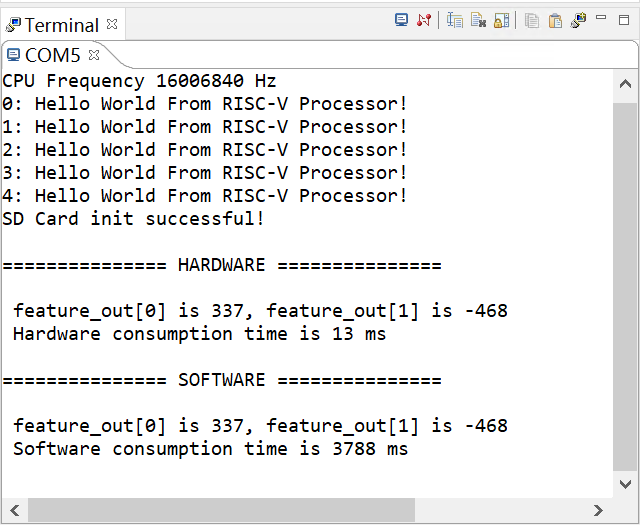 Terminal
COM5
CPU Frequency 16006840 Hz
0: Hello World From RISC-V Processor!
1: Hello World From RISC-V Processor!
2: Hello World From RISC-V Processor!
3: Hello World From RISC-V Processor!
4: Hello World From RISC-V Processor!
SD Card init successful!
=============== HARDWARE ===============
feature_out[0] is 337, feature_out[1] is -468
Hardware consumption time is 13 ms
=============== SOFTWARE ===============
feature_out[0] is 337, feature_out[1] is -468
Software consumption time is 3788 ms